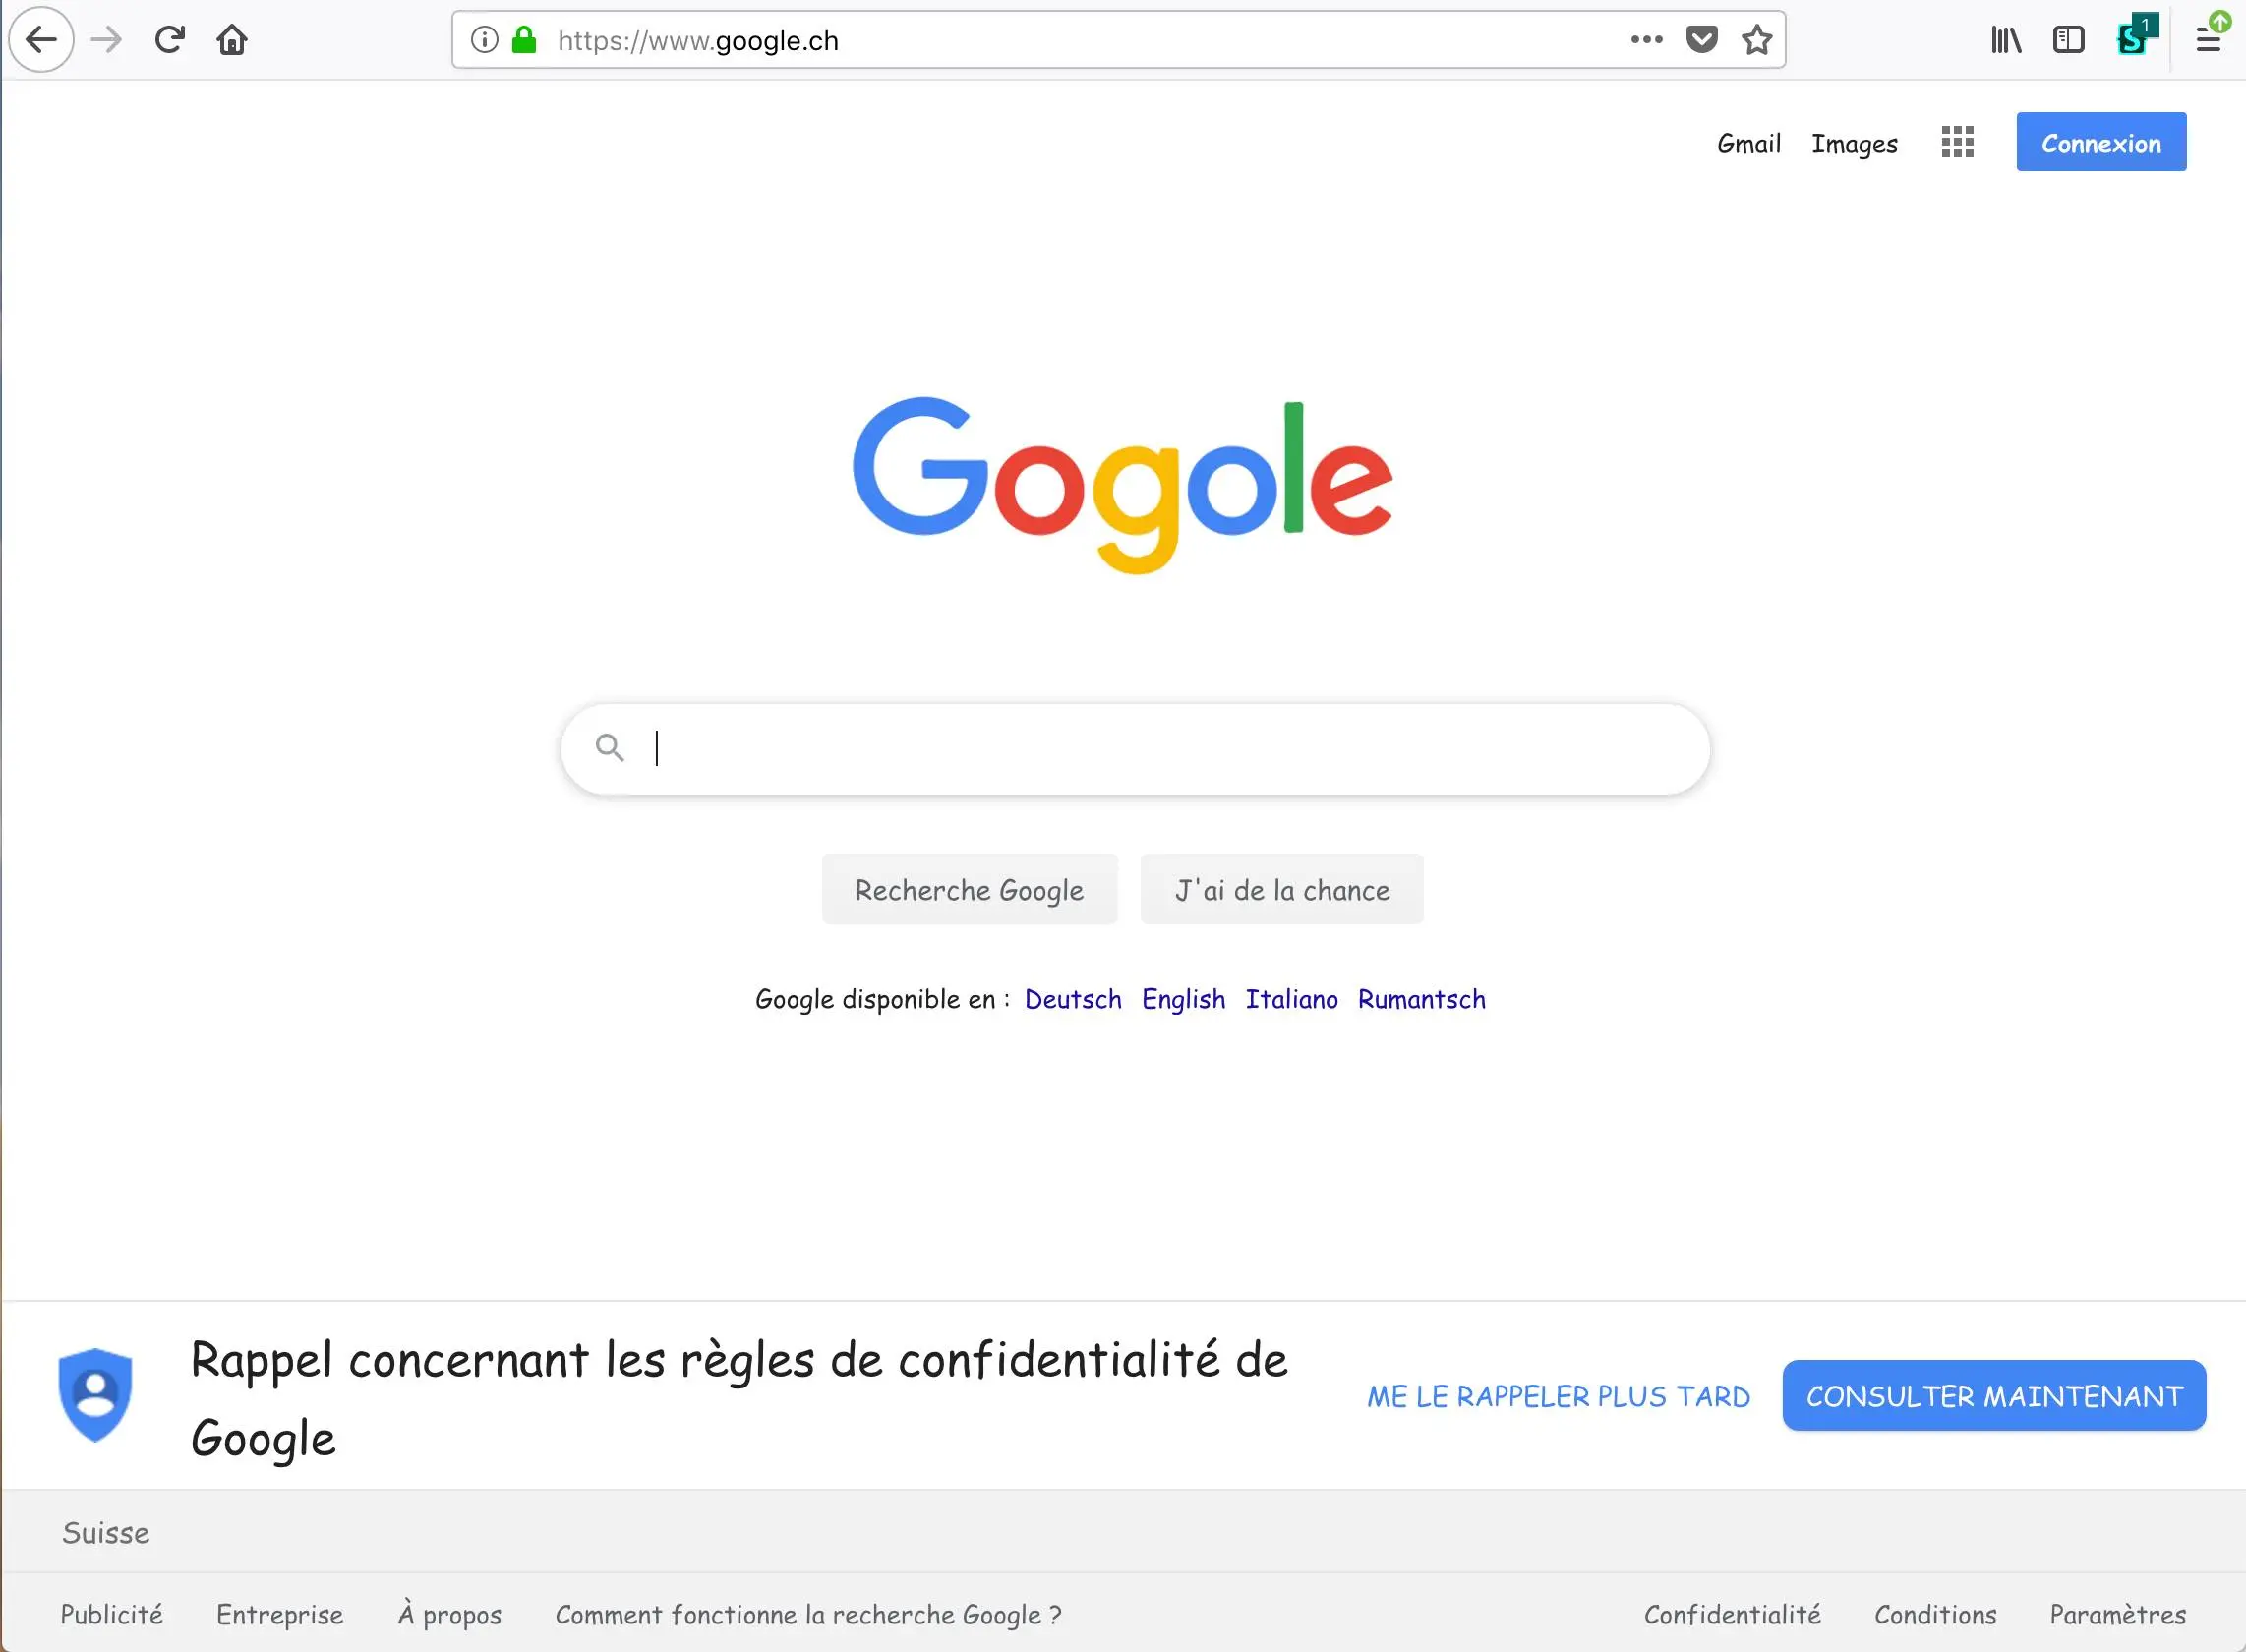 https://www.google.ch
1
Gmail Images Connexion
Gogole
Recherche Google J'ai de la chance
Google disponible en : Deutsch English Italiano Rumantsch
Rappel concernant les règles de confidentialité de
Google
ME LE RAPPELER PLUS TARD CONSULTER MAINTENANT
Suisse
Publicité Entreprise À propos Comment fonctionne la recherche Google ? Confidentialité Conditions Paramètres